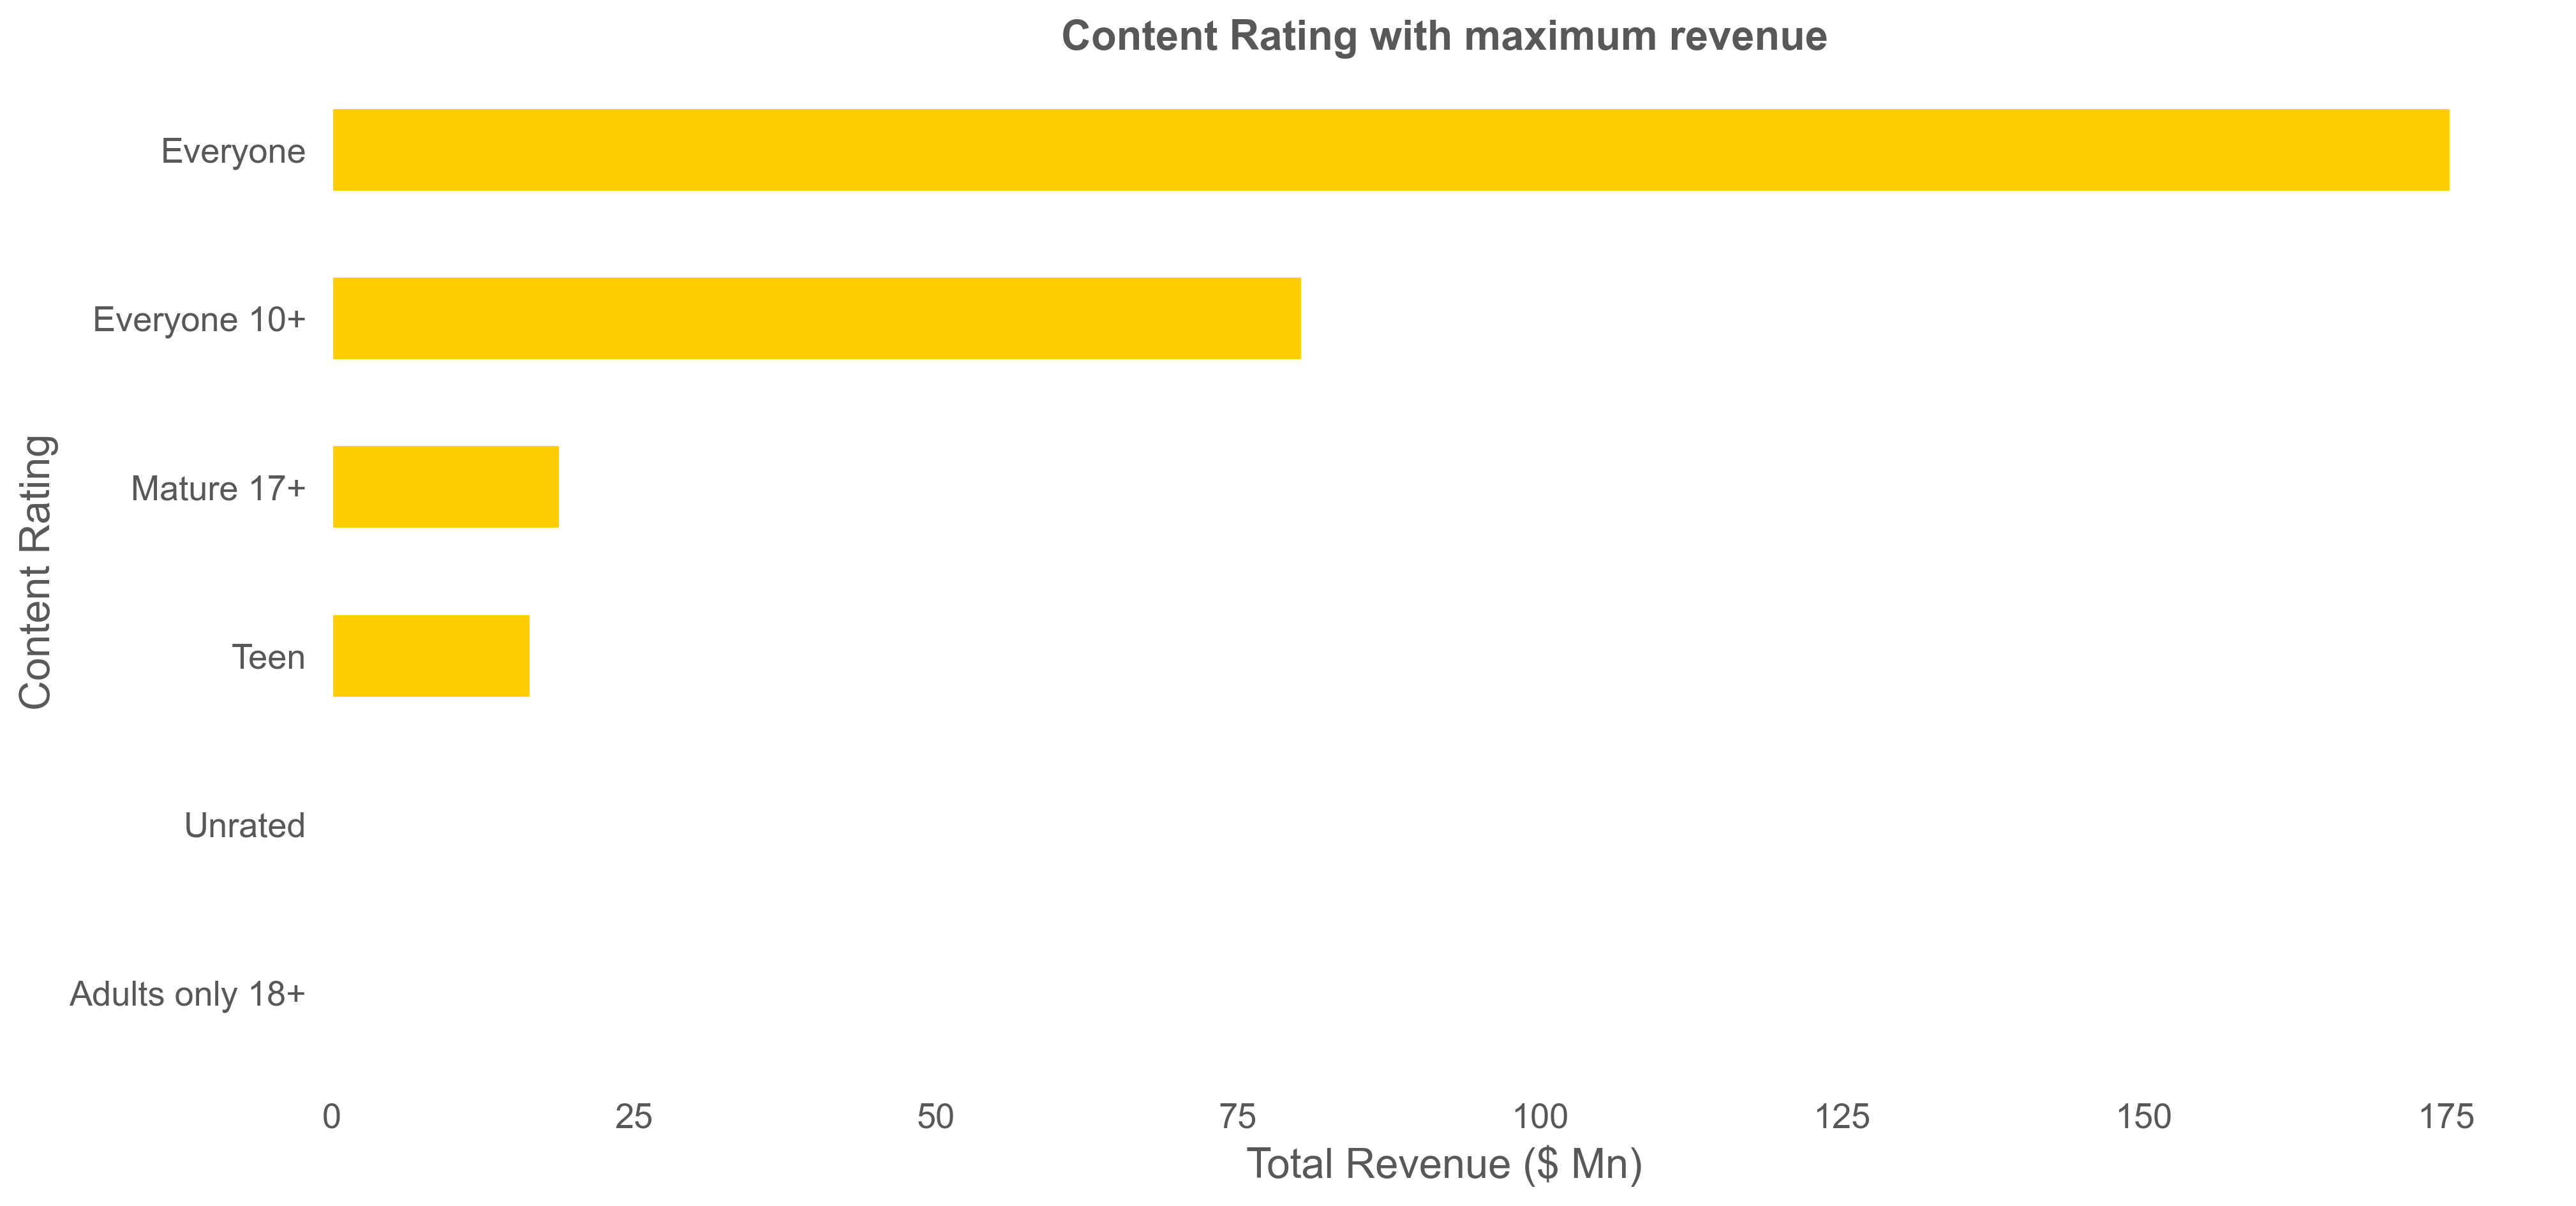 Content Rating with maximum revenue
Everyone
Everyone 10+
Mature 17+
Teen
Unrated
Adults only 18+
Content Rating
0 25 50 75 100 125 150 175
Total Revenue ($ Mn)